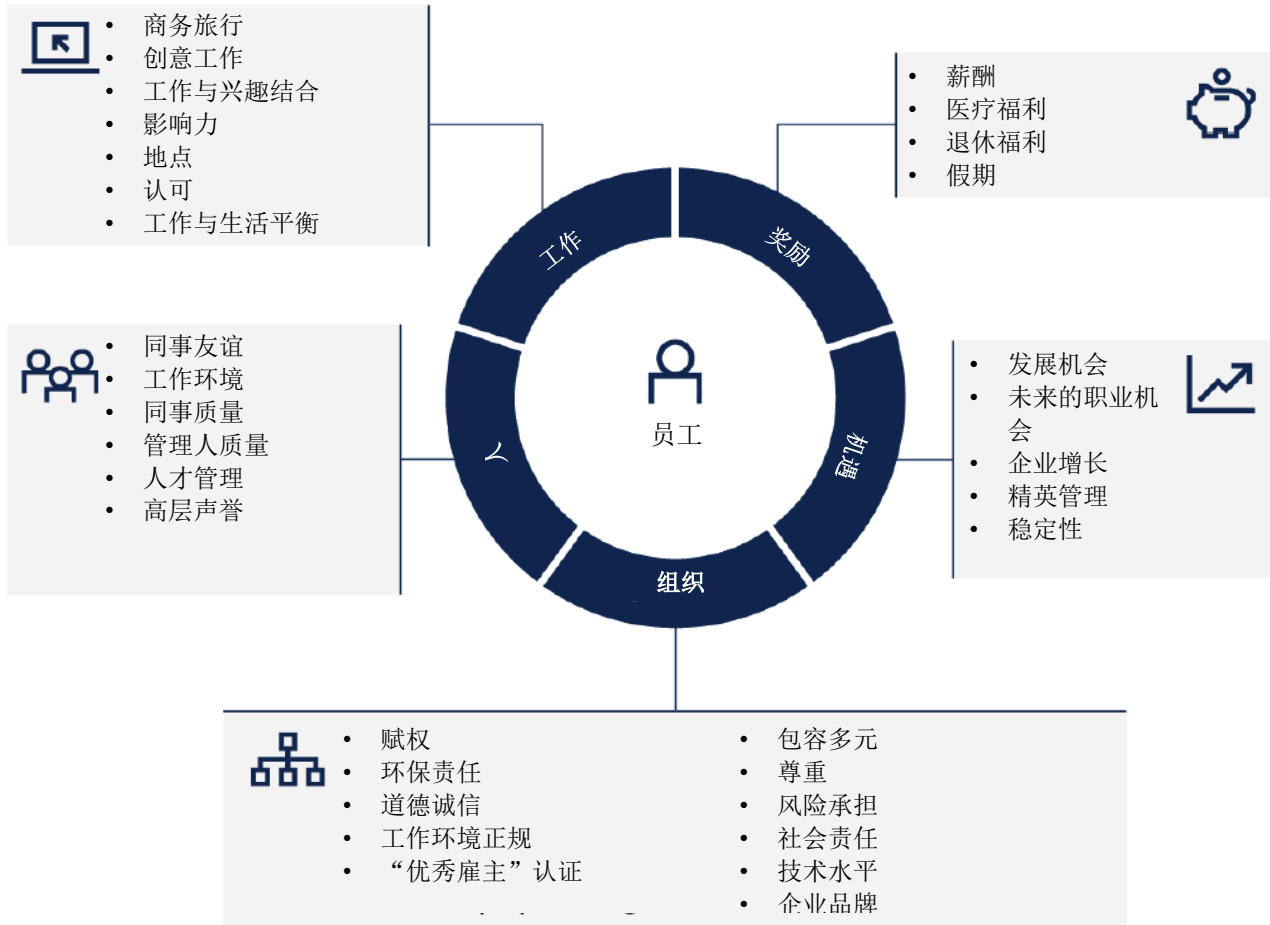 • 商务旅行
• 创意工作
• 工作与兴趣结合
• 影响力
• 地点
• 认可
• 工作与生活平衡
• 薪酬
• 医疗福利
• 退休福利
• 假期
工作
奖励
• 同事友谊
• 工作环境
• 同事质量
• 管理人质量
• 人才管理
• 高层声誉
员工
• 发展机会
• 未来的职业机
会
• 企业增长
• 精英管理
• 稳定性
人
机遇
组织
• 赋权
• 环保责任
• 道德诚信
• 工作环境正规
• “优秀雇主”认证
• 包容多元
• 尊重
• 风险承担
• 社会责任
• 技术水平
• 企业品牌